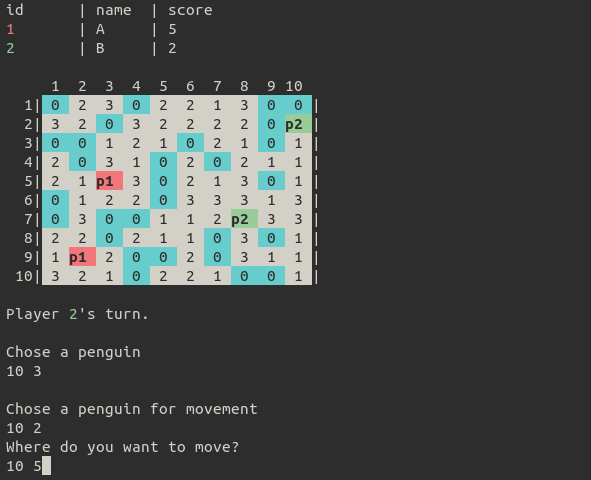 id | name | score
1 | A | 5
2 | B | 2
1 2 3 4 5 6 7 8 9 10
1| 0 2 3 0 2 2 1 3 0 0 |
2| 3 2 0 3 2 2 2 2 0 p2 |
3| 0 0 1 2 1 0 2 1 0 1 |
4| 2 0 3 1 0 2 0 2 1 1 |
5| 2 1 p1 3 0 2 1 3 0 1 |
6| 0 1 2 2 0 3 3 3 1 3 |
7| 0 3 0 0 1 1 2 p2 3 3 |
8| 2 2 0 2 1 1 0 3 0 1 |
9| 1 p1 2 0 0 2 0 3 1 1 |
10| 3 2 1 0 2 2 1 0 0 1 |
Player 2's turn.
Chose a penguin
10 3
Chose a penguin for movement
10 2
Where do you want to move?
10 5